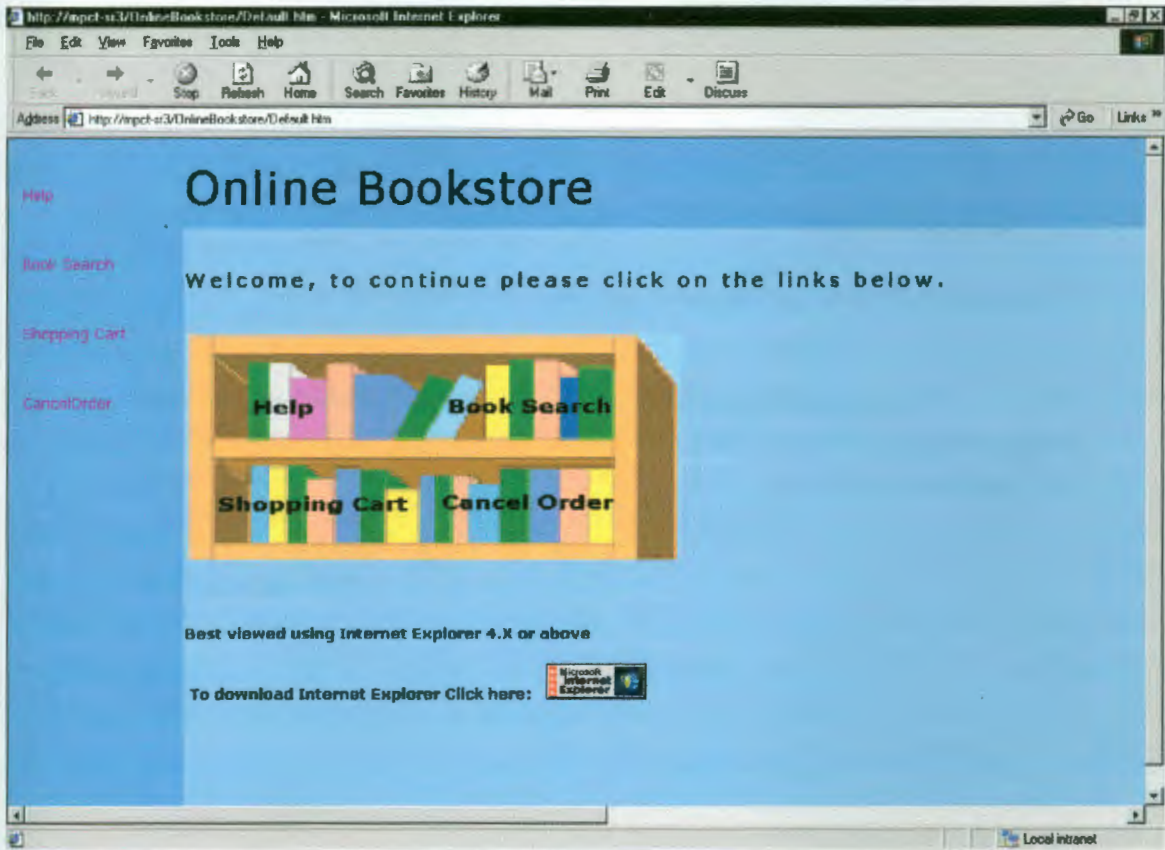 http://mpct-sr3/OnlineBookstore/Default.htm - Microsoft Internet Explorer
File Edit View Favorites Tools Help
Back Forward Stop Refresh Home Search Favorites History Mail Print Edit Discuss
Address http://mpct-sr3/OnlineBookstore/Default.htm Go Links »
Online Bookstore
Help
Book Search
Shopping Cart
CancelOrder
Welcome, to continue please click on the links below.
Help Book Search
Shopping Cart Cancel Order
Best viewed using Internet Explorer 4.X or above
To download Internet Explorer Click here:
Microsoft
Internet
Explorer
Local intranet